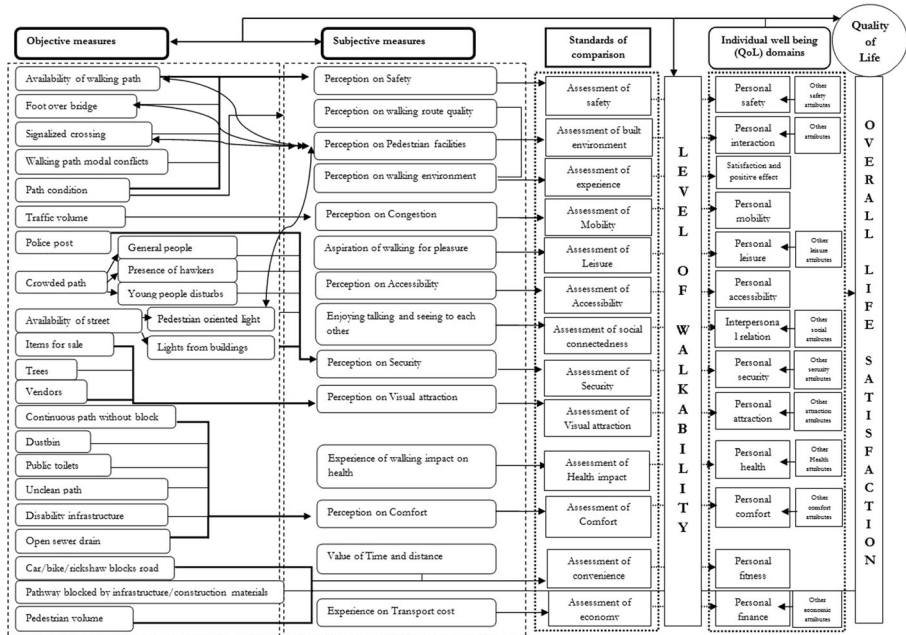 Quality
of
Life
Objective measures
Subjective measures
Standards of
comparison
Individual well being
(QoL) domains
Availability of walking path
Foot over bridge
Signalized crossing
Walking path modal conflicts
Path condition
Traffic volume
Police post
Crowded path
General people
Presence of hawkers
Young people disturbs
Availability of street
Pedestrian oriented light
Lights from buildings
Items for sale
Trees
Vendors
Continuous path without block
Dustbin
Public toilets
Unclean path
Disability infrastructure
Open sewer drain
Car/bike/rickshaw blocks road
Pathway blocked by infrastructure/construction materials
Pedestrian volume
Perception on Safety
Perception on walking route quality
Perception on Pedestrian facilities
Perception on walking environment
Perception on Congestion
Aspiration of walking for pleasure
Perception on Accessibility
Enjoying talking and seeing to each
other
Perception on Security
Perception on Visual attraction
Experience of walking impact on
health
Perception on Comfort
Value of Time and distance
Experience on Transport cost
Assessment of
safety
Assessment of built
environment
Assessment of
experience
Assessment of
Mobility
Assessment of
Leisure
Assessment of
Accessibility
Assessment of social
connectedness
Assessment of
Security
Assessment of
Visual attraction
Assessment of
Health impact
Assessment of
Comfort
Assessment of
convenience
Assessment of
economy
LEVEL OF WALKABILITY
Personal
safety
Other
safety
attributes
Personal
interaction
Other
attributes
Satisfaction and
positive effect
Personal
mobility
Personal
leisure
Other
leisure
attributes
Personal
accessibility
Interperson
al relation
Other
social
attributes
Personal
security
Other
security
attributes
Personal
attraction
Other
attraction
attributes
Personal
health
Other
Health
attributes
Personal
comfort
Other
comfort
attributes
Personal
fitness
Personal
finance
Other
economic
attributes
OVERALL LIFE SATISFACTION